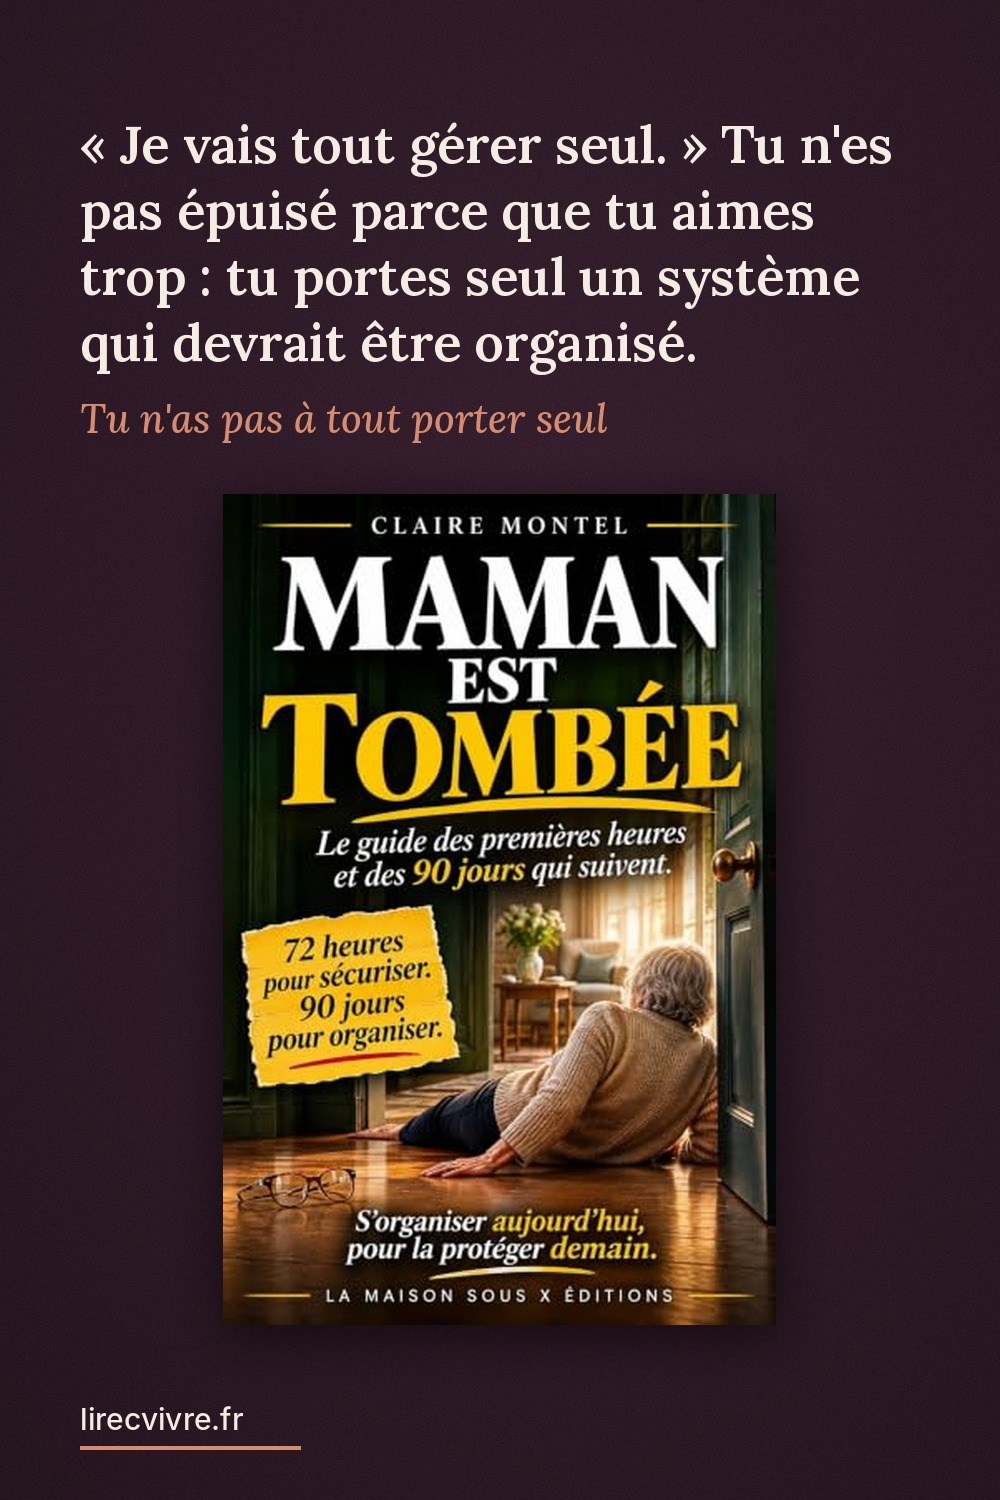 « Je vais tout gérer seul. » Tu n'es
pas épuisé parce que tu aimes
trop : tu portes seul un système
qui devrait être organisé.
Tu n'as pas à tout porter seul
CLAIRE MONTEL
MAMAN
EST
TOMBÉE
Le guide des premières heures
et des 90 jours qui suivent.
72 heures
pour sécuriser.
90 jours
pour organiser.
S'organiser aujourd'hui,
pour la protéger demain.
LA MAISON SOUS X ÉDITIONS
lirecvivre.fr